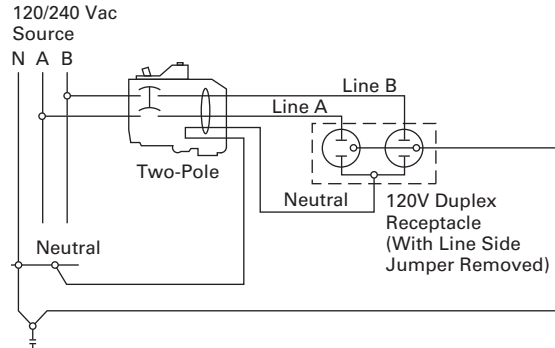 120/240 Vac
Source
N A B
Line B
Line A
Two-Pole
Neutral
120V Duplex
Receptacle
(With Line Side
Jumper Removed)
Neutral